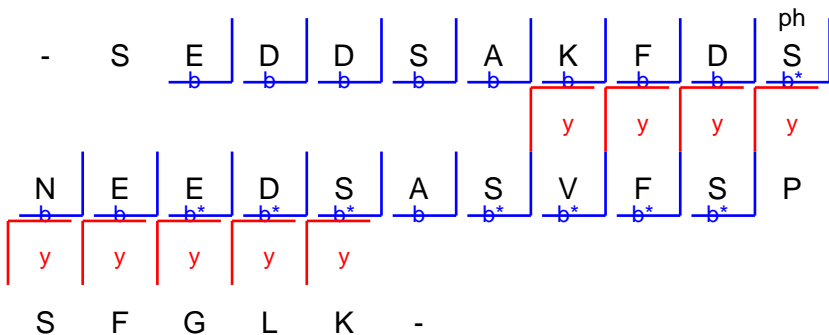 ph
- S E D D S A K F D S
b b b b b b b b b*
y y y y
N E E D S A S V F S P
b b b* b* b* b b* b* b* b*
y y y y y
S F G L K -